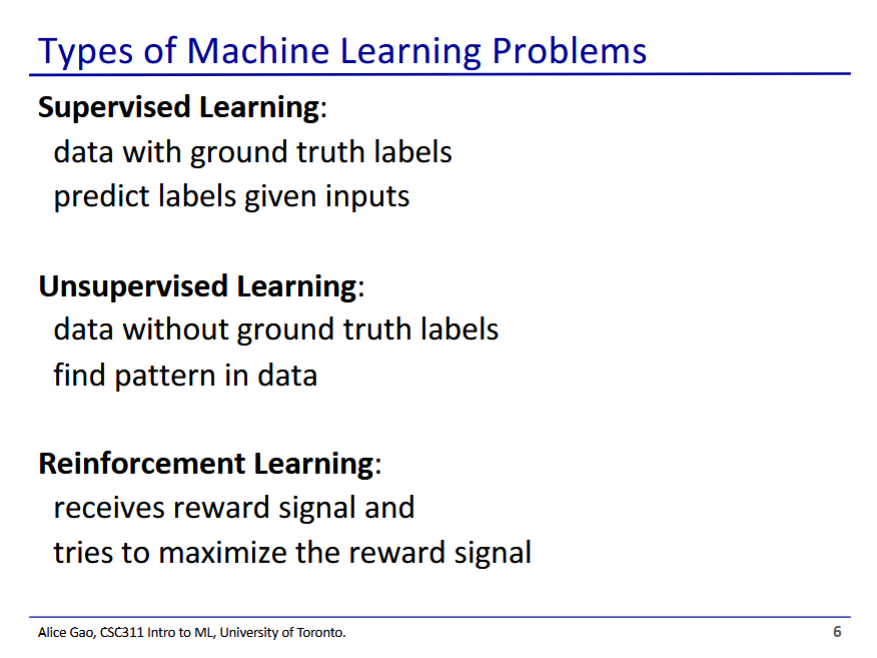 Types of Machine Learning Problems
Supervised Learning:
data with ground truth labels
predict labels given inputs
Unsupervised Learning:
data without ground truth labels
find pattern in data
Reinforcement Learning:
receives reward signal and
tries to maximize the reward signal
Alice Gao, CSC311 Intro to ML, University of Toronto.
6